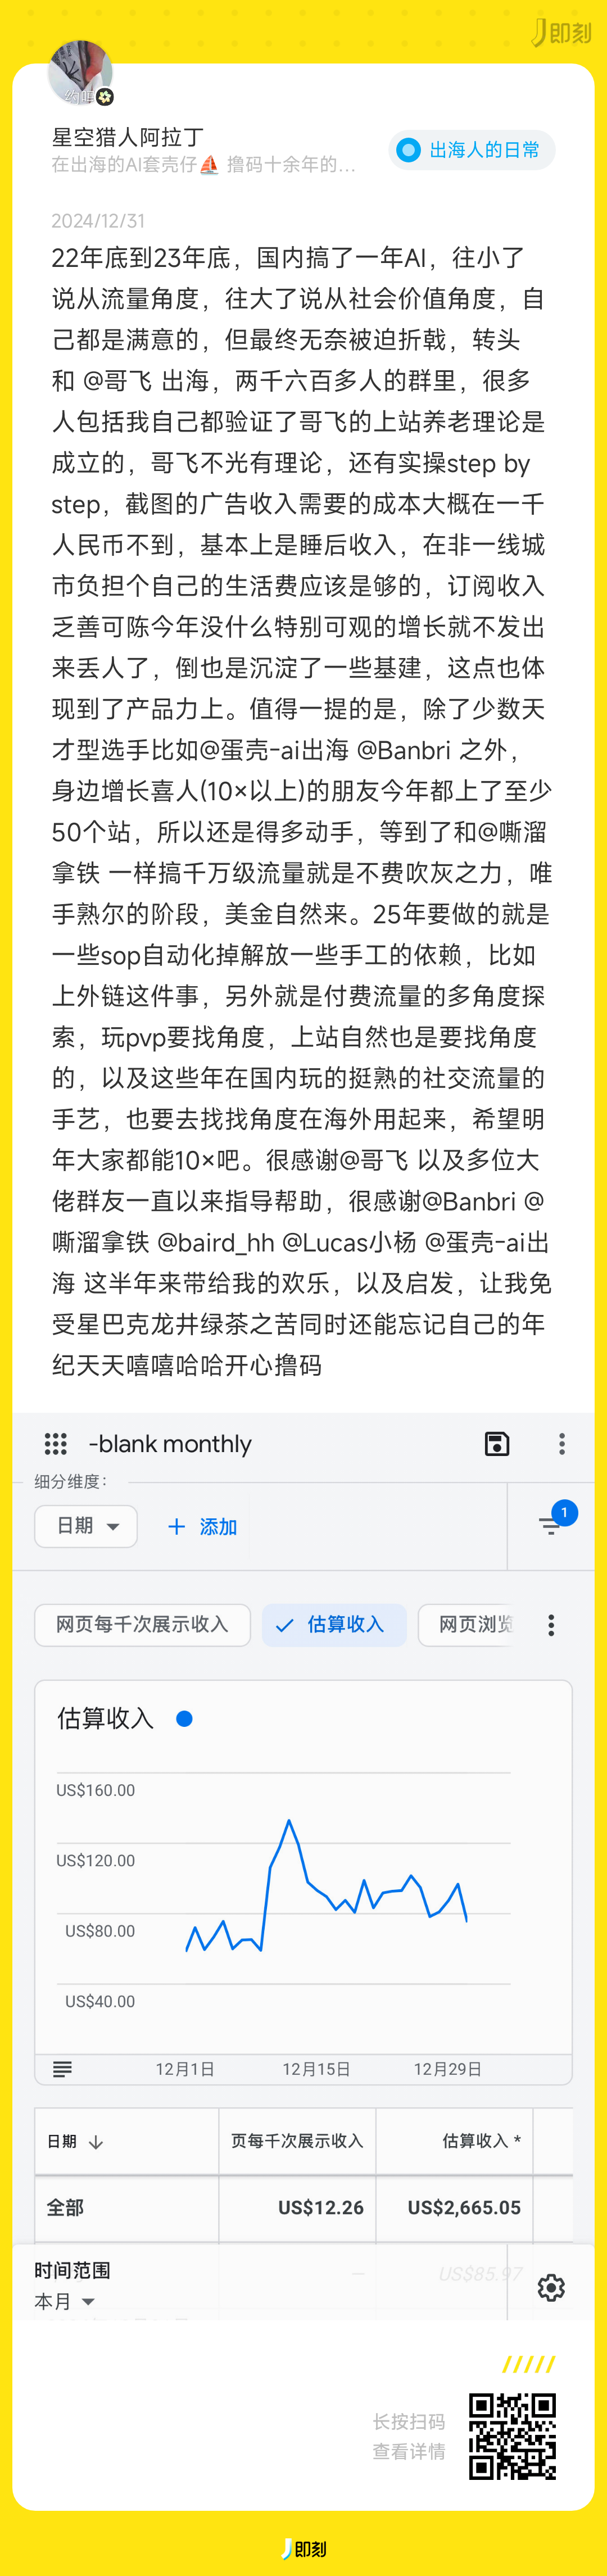 即刻
约吗
星空猎人阿拉丁
在出海的AI套壳仔⛵ 撸码十余年的...
出海人的日常
2024/12/31
22年底到23年底，国内搞了一年AI，往小了
说从流量角度，往大了说从社会价值角度，自
己都是满意的，但最终无奈被迫折戟，转头
和 @哥飞 出海，两千六百多人的群里，很多
人包括我自己都验证了哥飞的上站养老理论是
成立的，哥飞不光有理论，还有实操step by
step，截图的广告收入需要的成本大概在一千
人民币不到，基本上是睡后收入，在非一线城
市负担个自己的生活费应该是够的，订阅收入
乏善可陈今年没什么特别可观的增长就不发出
来丢人了，倒也是沉淀了一些基建，这点也体
现到了产品力上。值得一提的是，除了少数天
才型选手比如@蛋壳-ai出海 @Banbri 之外，
身边增长喜人(10×以上)的朋友今年都上了至少
50个站，所以还是得多动手，等到了和@嘶溜
拿铁 一样搞千万级流量就是不费吹灰之力，唯
手熟尔的阶段，美金自然来。25年要做的就是
一些sop自动化掉解放一些手工的依赖，比如
上外链这件事，另外就是付费流量的多角度探
索，玩pvp要找角度，上站自然也是要找角度
的，以及这些年在国内玩的挺熟的社交流量的
手艺，也要去找找角度在海外用起来，希望明
年大家都能10×吧。很感谢@哥飞 以及多位大
佬群友一直以来指导帮助，很感谢@Banbri @
嘶溜拿铁 @baird_hh @Lucas小杨 @蛋壳-ai出
海 这半年来带给我的欢乐，以及启发，让我免
受星巴克龙井绿茶之苦同时还能忘记自己的年
纪天天嘻嘻哈哈开心撸码
-blank monthly
细分维度：
日期
+ 添加
1
网页每千次展示收入
估算收入
网页浏览
估算收入
US$160.00
US$120.00
US$80.00
US$40.00
12月1日 12月15日 12月29日
日期 页每千次展示收入 估算收入 *
全部 US$12.26 US$2,665.05
— US$85.97
时间范围
本月
长按扫码
查看详情
即刻